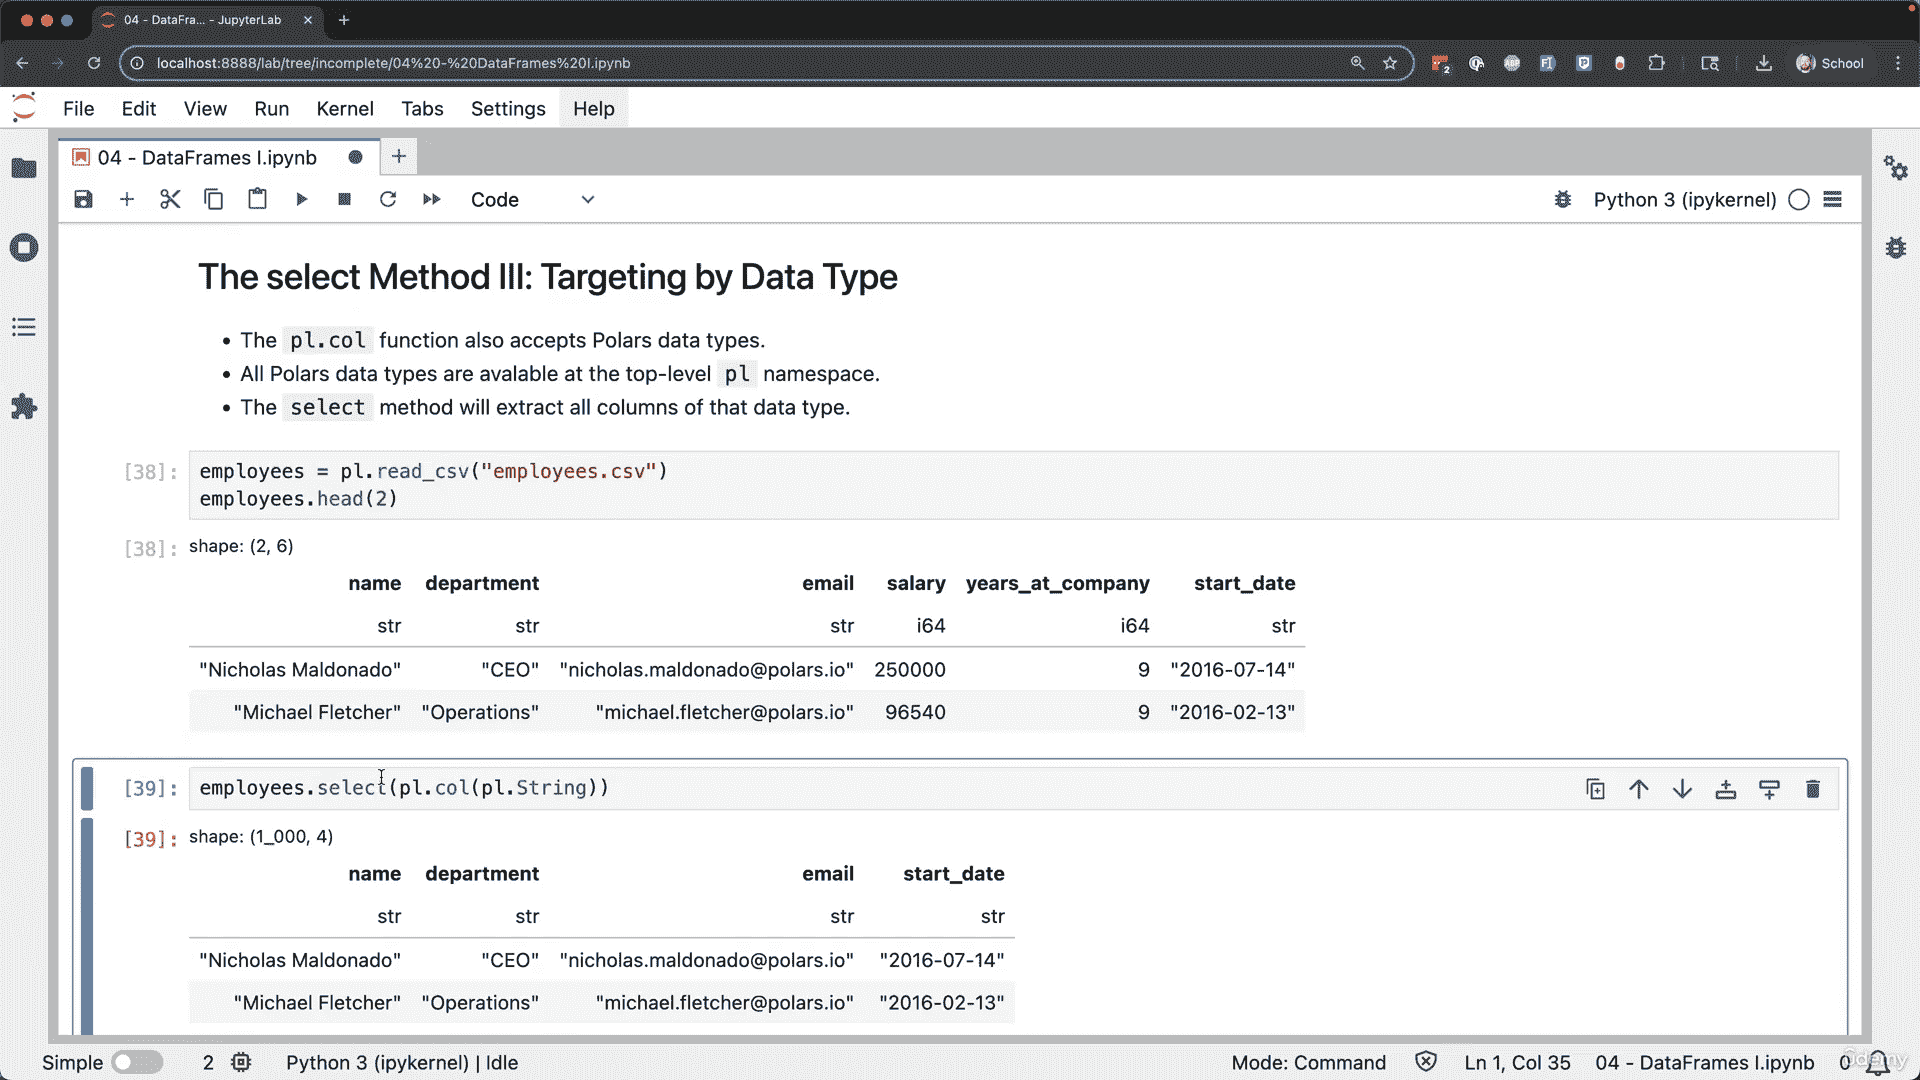 04 - DataFra... - JupyterLab
localhost:8888/lab/tree/incomplete/04%20-%20DataFrames%20I.ipynb
2
ABP
School
File Edit View Run Kernel Tabs Settings Help
04 - DataFrames I.ipynb
Code
Python 3 (ipykernel)
The select Method III: Targeting by Data Type
• The pl.col function also accepts Polars data types.
• All Polars data types are avalable at the top-level pl namespace.
• The select method will extract all columns of that data type.
[38]: employees = pl.read_csv("employees.csv")
employees.head(2)
[38]: shape: (2, 6)
name department email salary years_at_company start_date
str str str i64 i64 str
"Nicholas Maldonado" "CEO" "nicholas.maldonado@polars.io" 250000 9 "2016-07-14"
"Michael Fletcher" "Operations" "michael.fletcher@polars.io" 96540 9 "2016-02-13"
[39]: employees.select(pl.col(pl.String))
[39]: shape: (1_000, 4)
name department email start_date
str str str str
"Nicholas Maldonado" "CEO" "nicholas.maldonado@polars.io" "2016-07-14"
"Michael Fletcher" "Operations" "michael.fletcher@polars.io" "2016-02-13"
Simple 2 Python 3 (ipykernel) | Idle Mode: Command Ln 1, Col 35 04 - DataFrames I.ipynb 0
Udemy